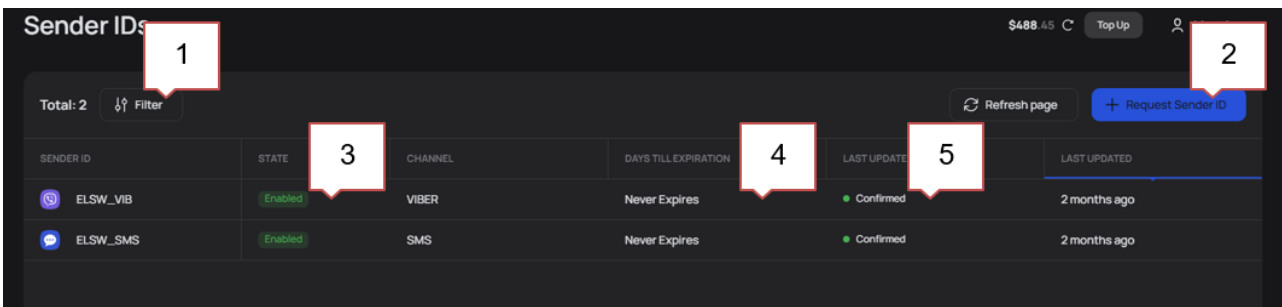 Sender IDs
$488.45
Top Up
1
2
Total: 2
Filter
Refresh page
+ Request Sender ID
SENDER ID
STATE
3
CHANNEL
DAYS TILL EXPIRATION
4
LAST UPDATE
5
LAST UPDATED
ELSW_VIB
Enabled
VIBER
Never Expires
Confirmed
2 months ago
ELSW_SMS
Enabled
SMS
Never Expires
Confirmed
2 months ago